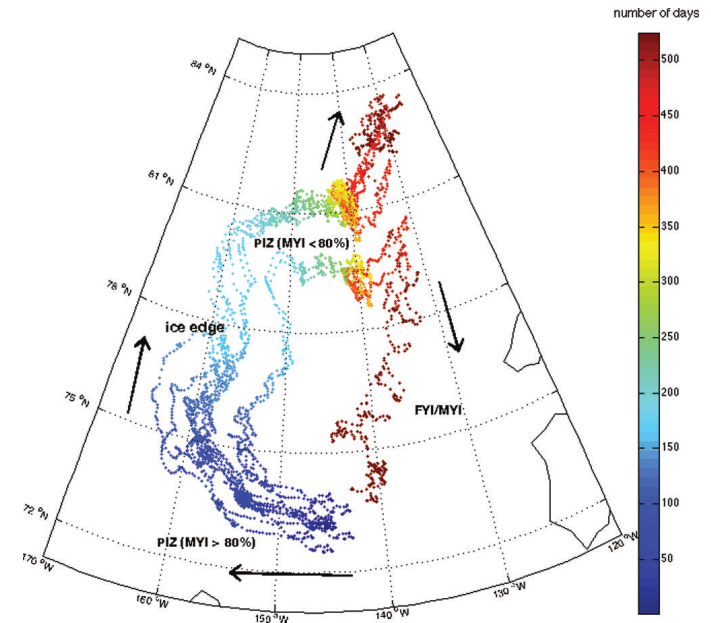 number of days
84 °N
500
450
81 °N
400
350
PIZ (MYI <80%)
78 °N
300
ice edge
250
75 °N
200
FYI/MYI
150
72 °N
100
PIZ (MYI > 80%)
170 °W
120 °W
50
160 °W
150 °W
140 °W
130 °W